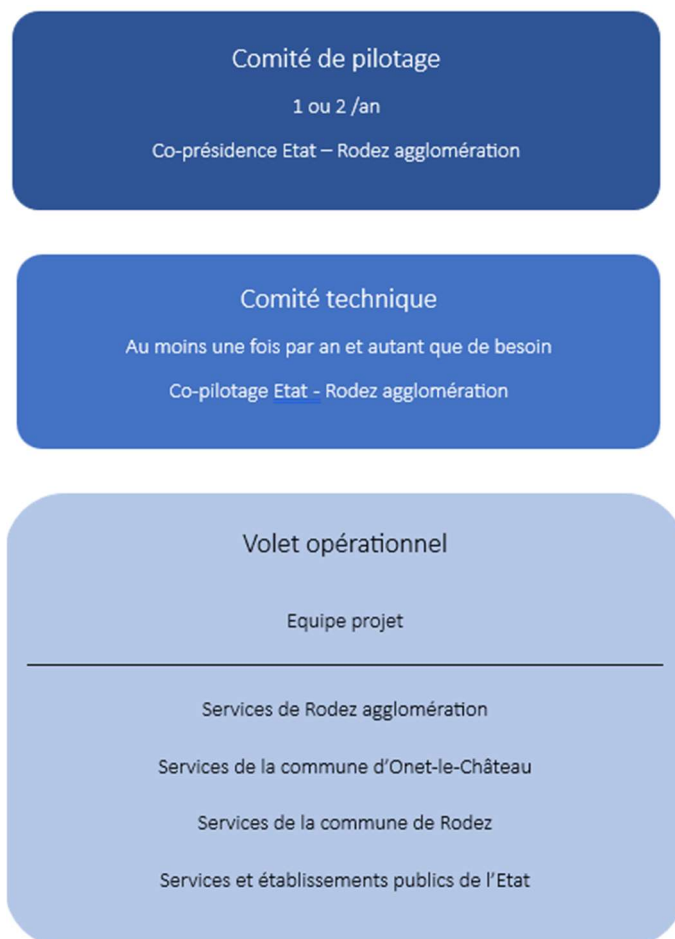 Comité de pilotage
1 ou 2 /an
Co-présidence Etat – Rodez agglomération
Comité technique
Au moins une fois par an et autant que de besoin
Co-pilotage Etat - Rodez agglomération
Volet opérationnel
Equipe projet
Services de Rodez agglomération
Services de la commune d’Onet-le-Château
Services de la commune de Rodez
Services et établissements publics de l’Etat